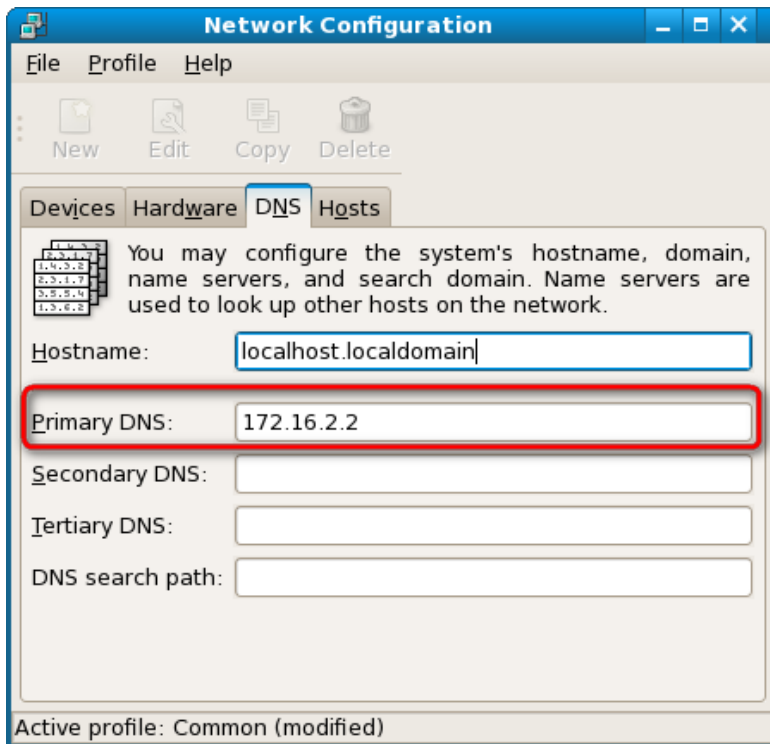 Network Configuration
File Profile Help
New Edit Copy Delete
Devices Hardware DNS Hosts
You may configure the system's hostname, domain,
name servers, and search domain. Name servers are
used to look up other hosts on the network.
Hostname: localhost.localdomain
Primary DNS: 172.16.2.2
Secondary DNS:
Tertiary DNS:
DNS search path:
Active profile: Common (modified)